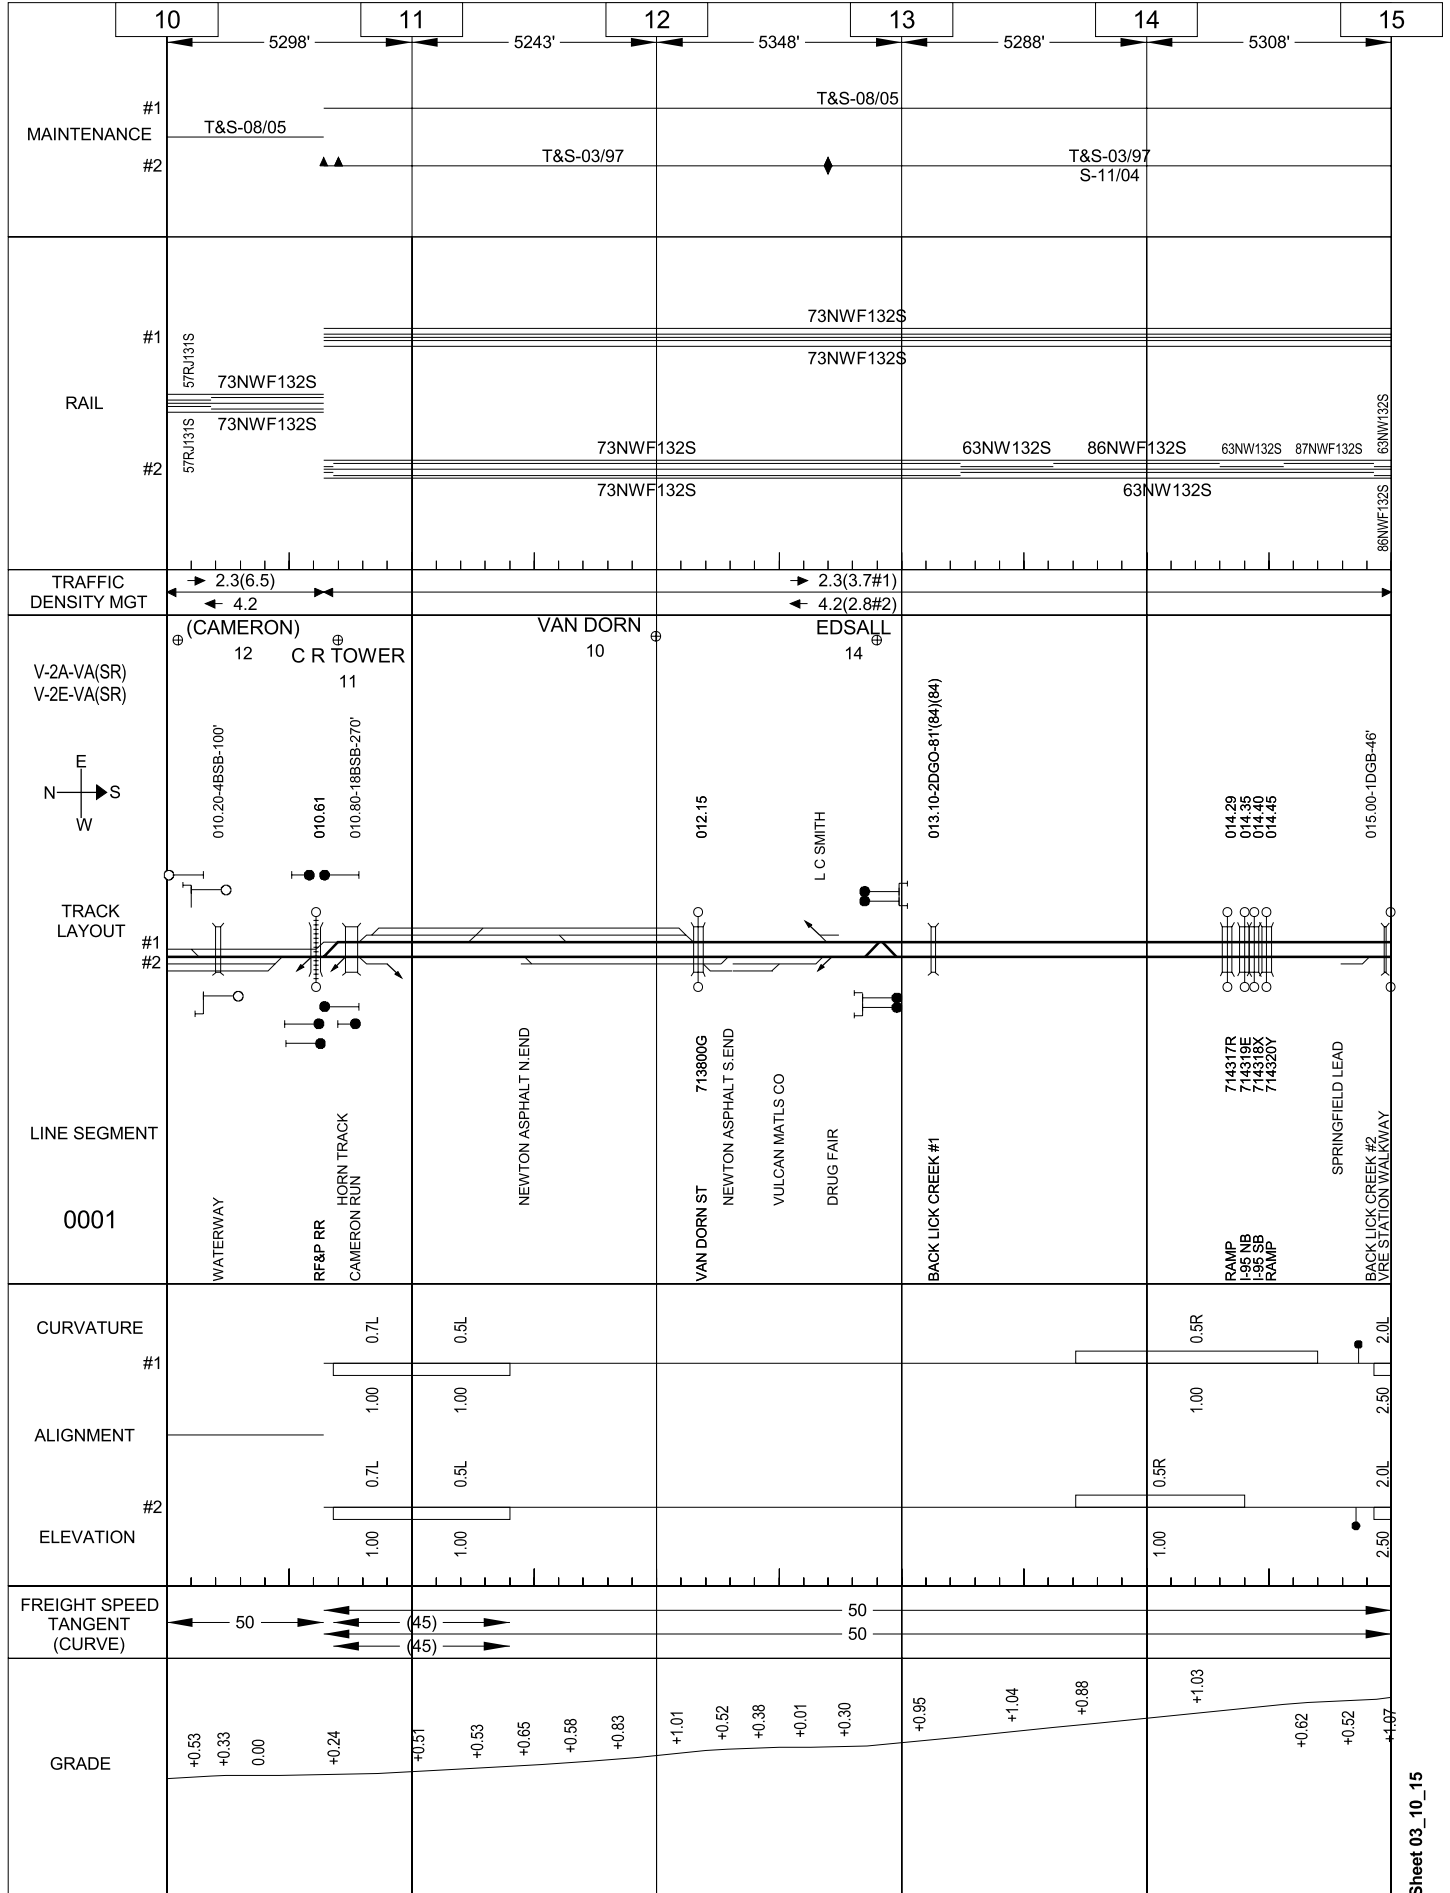 10 11 12 13 14 15
5298' 5243' 5348' 5288' 5308'
MAINTENANCE
#1
T&S-08/05
T&S-08/05
#2
T&S-03/97
T&S-03/97
S-11/04
RAIL
#1
73NWF132S
73NWF132S
57RJ131S
73NWF132S
73NWF132S
57RJ131S
#2
73NWF132S
73NWF132S
63NW132S
86NWF132S
63NW132S
87NWF132S
63NW132S
63NW132S
86NWF132S
TRAFFIC
DENSITY MGT
2.3(6.5)
4.2
2.3(3.7#1)
4.2(2.8#2)
(CAMERON)
12
C R TOWER
11
VAN DORN
10
EDSALL
14
V-2A-VA(SR)
V-2E-VA(SR)
E
N S
W
010.20-4BSB-100'
010.61
010.80-18BSB-270'
012.15
L C SMITH
013.10-2DGO-81'(84)(84)
014.29
014.35
014.40
014.45
015.00-1DGB-46'
TRACK
LAYOUT
#1
#2
LINE SEGMENT
0001
WATERWAY
RF&P RR
HORN TRACK
CAMERON RUN
NEWTON ASPHALT N.END
VAN DORN ST
713800G
NEWTON ASPHALT S.END
VULCAN MATLS CO
DRUG FAIR
BACK LICK CREEK #1
RAMP
714317R
I-95 NB
714319E
I-95 SB
714318X
RAMP
714320Y
SPRINGFIELD LEAD
BACK LICK CREEK #2
VRE STATION WALKWAY
CURVATURE
#1
0.7L
0.5L
0.5R
2.0L
1.00
1.00
1.00
2.50
ALIGNMENT
#2
0.7L
0.5L
0.5R
2.0L
ELEVATION
1.00
1.00
1.00
2.50
FREIGHT SPEED
TANGENT
(CURVE)
50
50
(45)
50
(45)
GRADE
+0.53
+0.33
0.00
+0.24
+0.51
+0.53
+0.65
+0.58
+0.83
+1.01
+0.52
+0.38
+0.01
+0.30
+0.95
+1.04
+0.88
+1.03
+0.62
+0.52
+1.07
Sheet 03_10_15